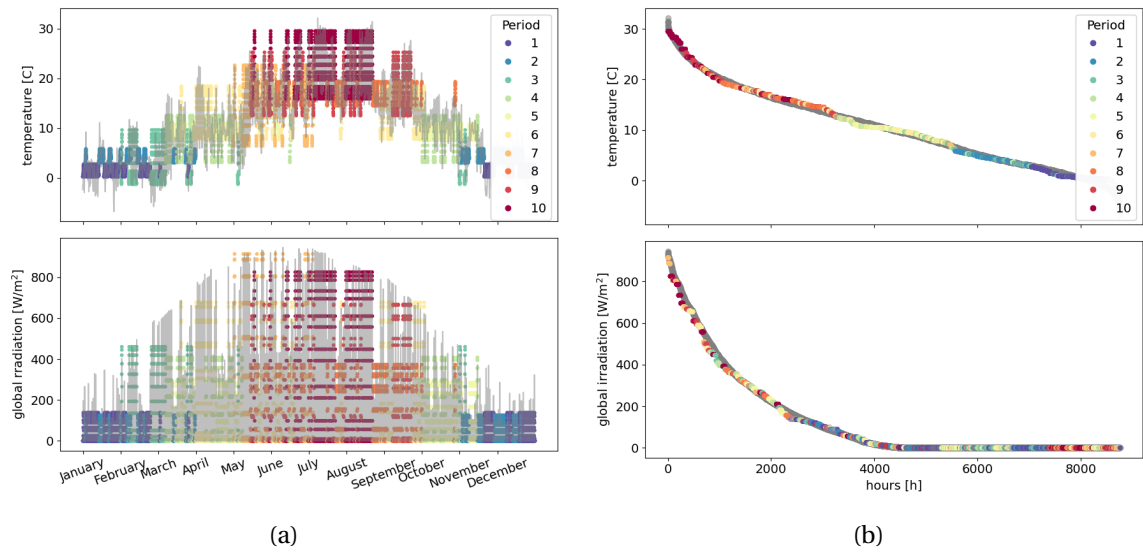 30
20
10
0
temperature [C]
Period
1
2
3
4
5
6
7
8
9
10
800
600
400
200
0
global Irradiation [W/m²]
January
February
March
April
May
June
July
August
September
October
November
December
(a)
30
20
10
0
temperature [C]
Period
1
2
3
4
5
6
7
8
9
10
800
600
400
200
0
global irradiation [W/m²]
0 2000 4000 6000 8000
hours [h]
(b)